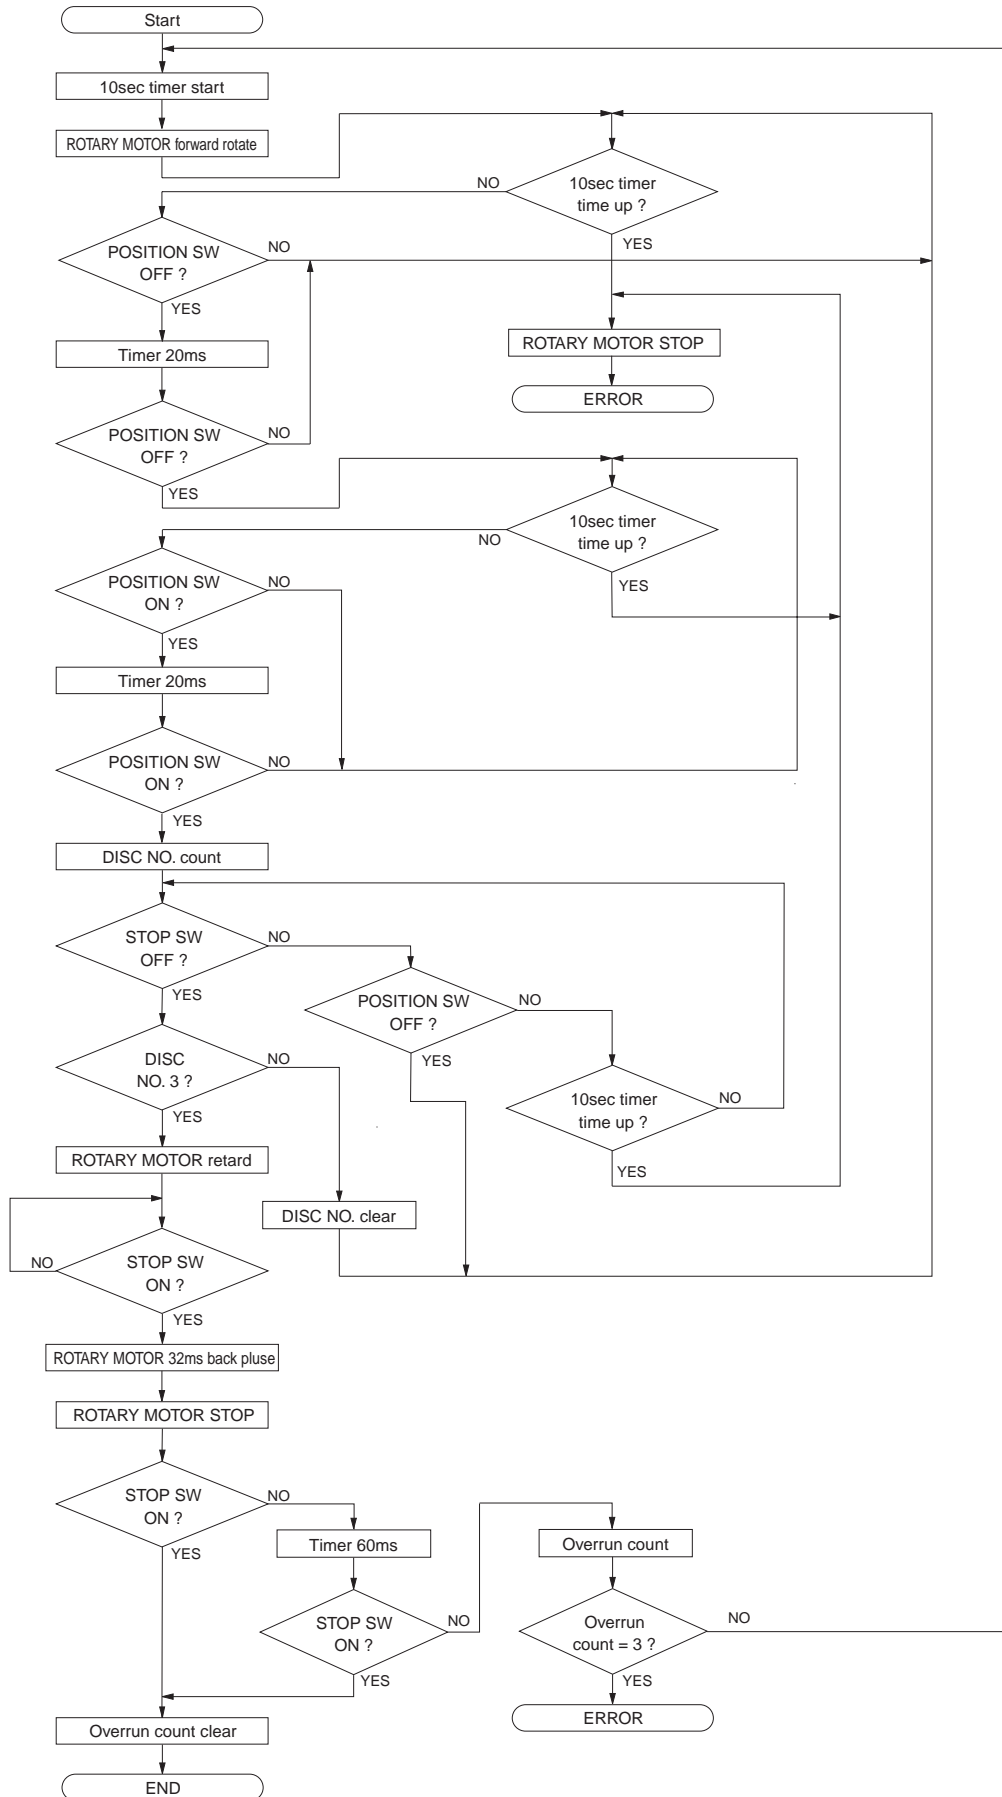 Start
10sec timer start
ROTARY MOTOR forward rotate
10sec timer
time up ?
NO
YES
POSITION SW
OFF ?
NO
YES
ROTARY MOTOR STOP
ERROR
Timer 20ms
POSITION SW
OFF ?
NO
YES
10sec timer
time up ?
NO
YES
POSITION SW
ON ?
NO
YES
Timer 20ms
POSITION SW
ON ?
NO
YES
DISC NO. count
STOP SW
OFF ?
NO
YES
POSITION SW
OFF ?
NO
YES
DISC
NO. 3 ?
NO
YES
10sec timer
time up ?
NO
YES
ROTARY MOTOR retard
DISC NO. clear
STOP SW
ON ?
NO
YES
ROTARY MOTOR 32ms back pluse
ROTARY MOTOR STOP
STOP SW
ON ?
NO
YES
Timer 60ms
Overrun count
STOP SW
ON ?
NO
YES
Overrun
count = 3 ?
NO
YES
ERROR
Overrun count clear
END